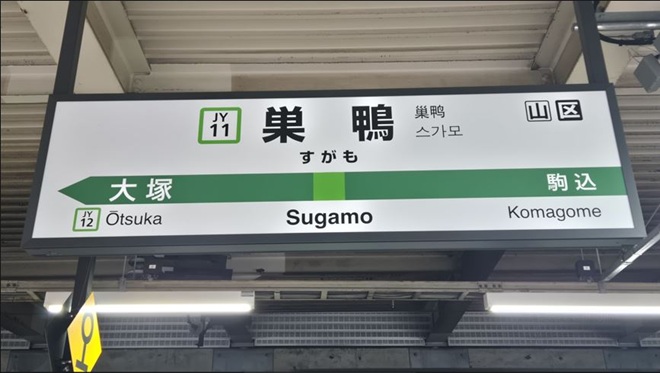 JY
11
巣鴨
巣鸭
스가모
山 区
すがも
大塚
駒込
JY
12
Ōtsuka
Sugamo
Komagome